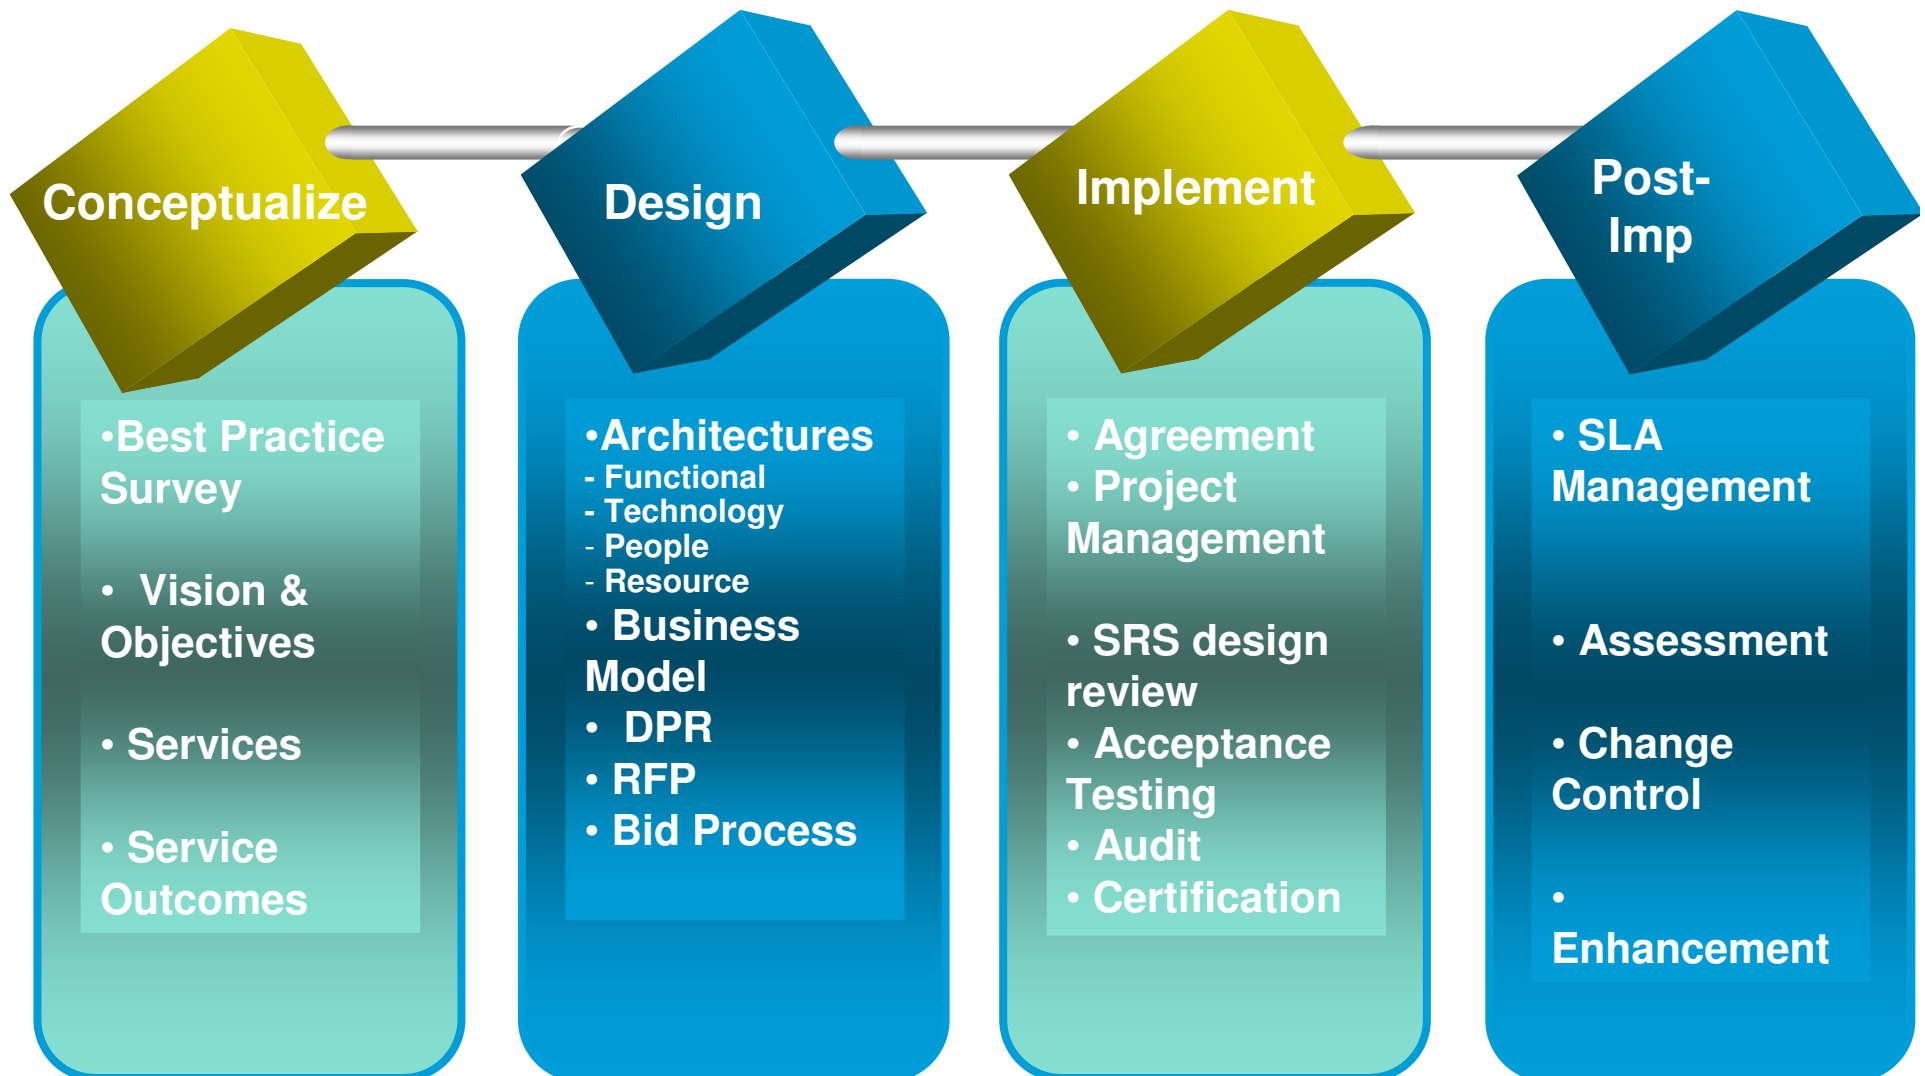 Conceptualize
•Best Practice
Survey
• Vision &
Objectives
• Services
• Service
Outcomes
Design
•Architectures
- Functional
- Technology
- People
- Resource
• Business
Model
• DPR
• RFP
• Bid Process
Implement
• Agreement
• Project
Management
• SRS design
review
• Acceptance
Testing
• Audit
• Certification
Post-
Imp
• SLA
Management
• Assessment
• Change
Control
•
Enhancement